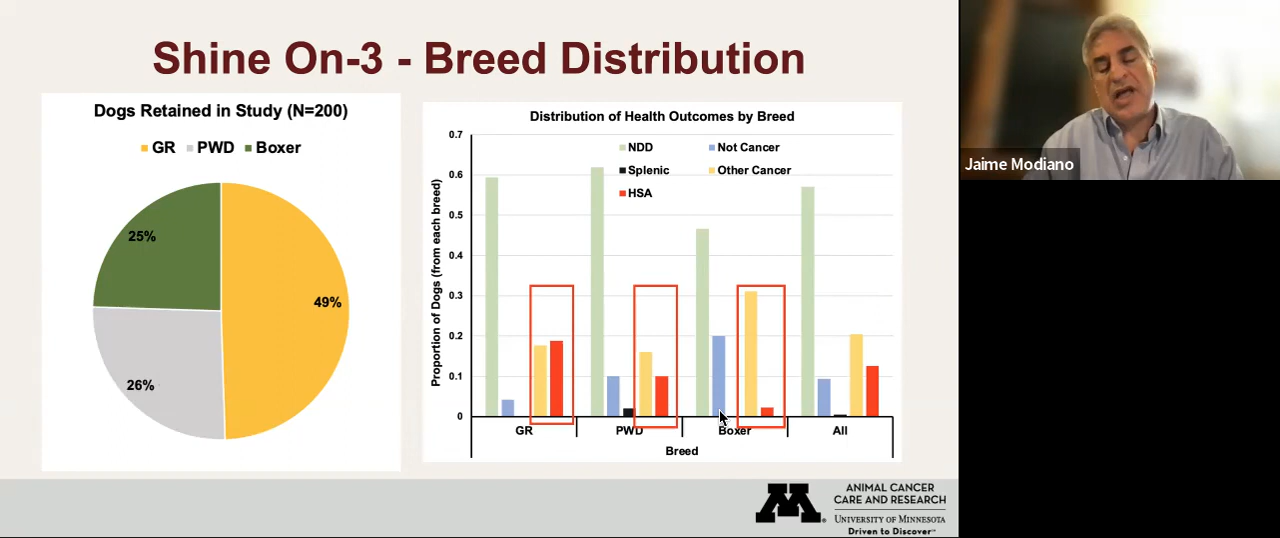 Shine On-3 - Breed Distribution
Dogs Retained in Study (N=200)
GR PWD Boxer
25%
49%
26%
Distribution of Health Outcomes by Breed
NDD Not Cancer
Splenic Other Cancer
HSA
Proportion of Dogs (from each breed)
0.7
0.6
0.5
0.4
0.3
0.2
0.1
0
GR PWD Boxer All
Breed
ANIMAL CANCER
CARE AND RESEARCH
UNIVERSITY OF MINNESOTA
Driven to Discover℠
Jaime Modiano